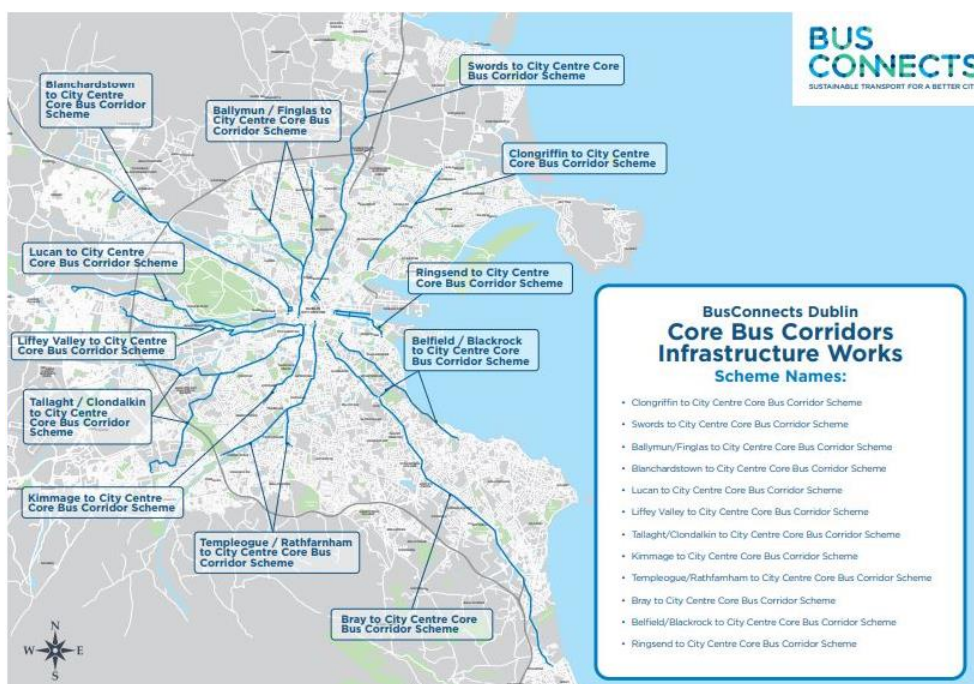 BUS
CONNECTS
SUSTAINABLE TRANSPORT FOR A BETTER
Swords to City Centre Core
Bus Corridor Scheme
Blanchardstown
to City Centre
Core Bus Corridor
Scheme
Ballymun / Finglas to
City Centre Core Bus
Corridor Scheme
Clongriffin to City Centre
Core Bus Corridor Scheme
Lucan to City Centre
Core Bus Corridor Scheme
Ringsend to City Centre
Core Bus Corridor Scheme
Liffey Valley to City Centre
Core Bus Corridor Scheme
Belfield / Blackrock
to City Centre Core
Bus Corridor Scheme
Tallaght / Clondalkin
to City Centre
Core Bus Corridor
Scheme
Kimmage to City Centre
Core Bus Corridor Scheme
Templeogue / Rathfarnham
to City Centre Core Bus
Corridor Scheme
Bray to City Centre Core
Bus Corridor Scheme
N
W E
S
BusConnects Dublin
Core Bus Corridors
Infrastructure Works
Scheme Names:
• Clongriffin to City Centre Core Bus Corridor Scheme
• Swords to City Centre Core Bus Corridor Scheme
• Ballymun/Finglas to City Centre Core Bus Corridor Scheme
• Blanchardstown to City Centre Core Bus Corridor Scheme
• Lucan to City Centre Core Bus Corridor Scheme
• Liffey Valley to City Centre Core Bus Corridor Scheme
• Tallaght/Clondalkin to City Centre Core Bus Corridor Scheme
• Kimmage to City Centre Core Bus Corridor Scheme
• Templeogue/Rathfarnham to City Centre Core Bus Corridor Scheme
• Bray to City Centre Core Bus Corridor Scheme
• Belfield/Blackrock to City Centre Core Bus Corridor Scheme
• Ringsend to City Centre Core Bus Corridor Scheme